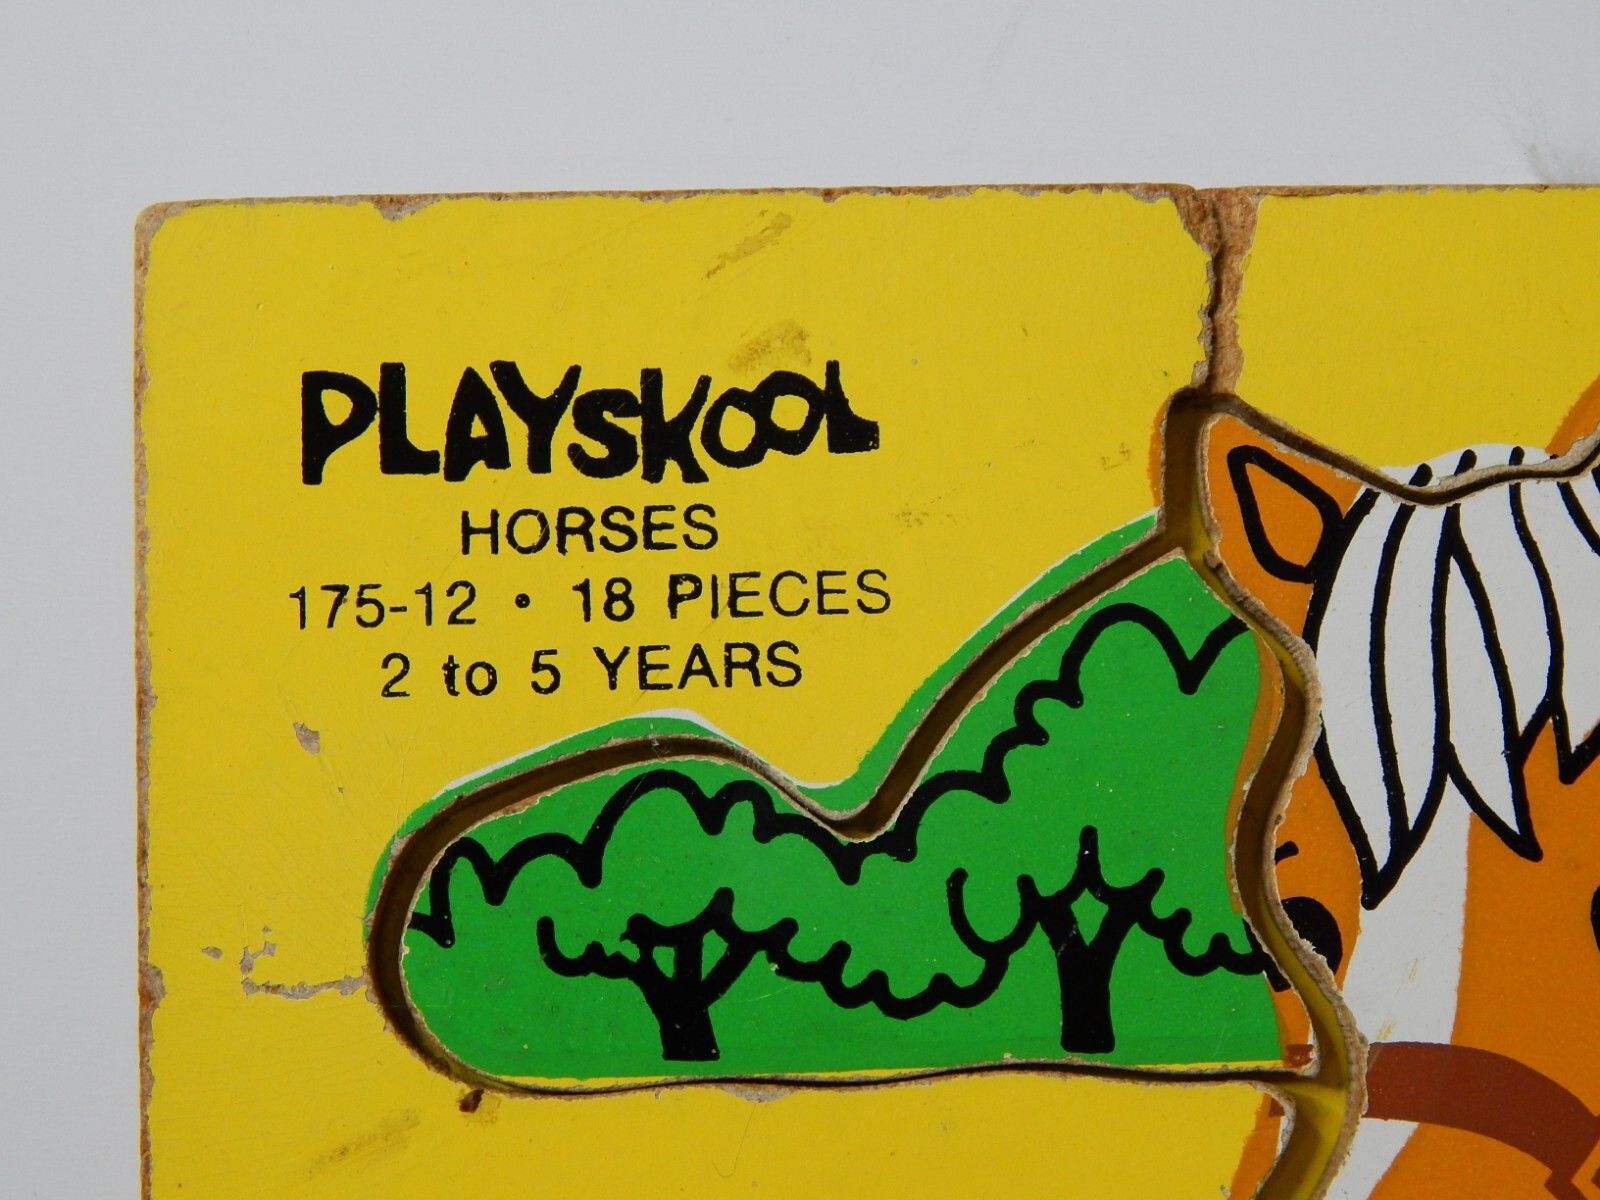 PLAYSKOOL
HORSES
175-12 • 18 PIECES
2 to 5 YEARS